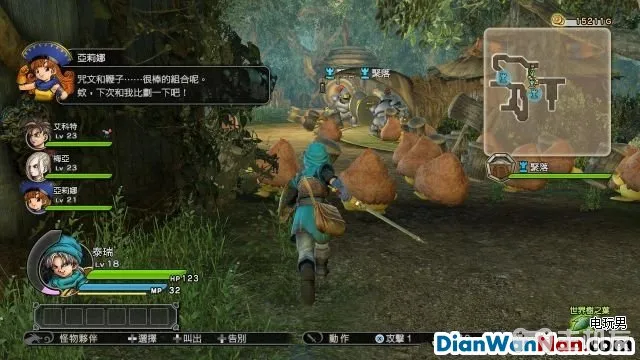 亞莉娜
咒文和鞭子……很棒的組合呢。
欸，下次和我比劃一下吧！
15211G
聚落
聚落
艾科特
Lv 23
梅亞
Lv 23
亞莉娜
Lv 21
泰瑞
Lv 18
HP 123
MP 32
世界樹之葉
电玩男
怪物夥伴
選擇
叫出
告別
動作
攻擊1
DianWanNan.com